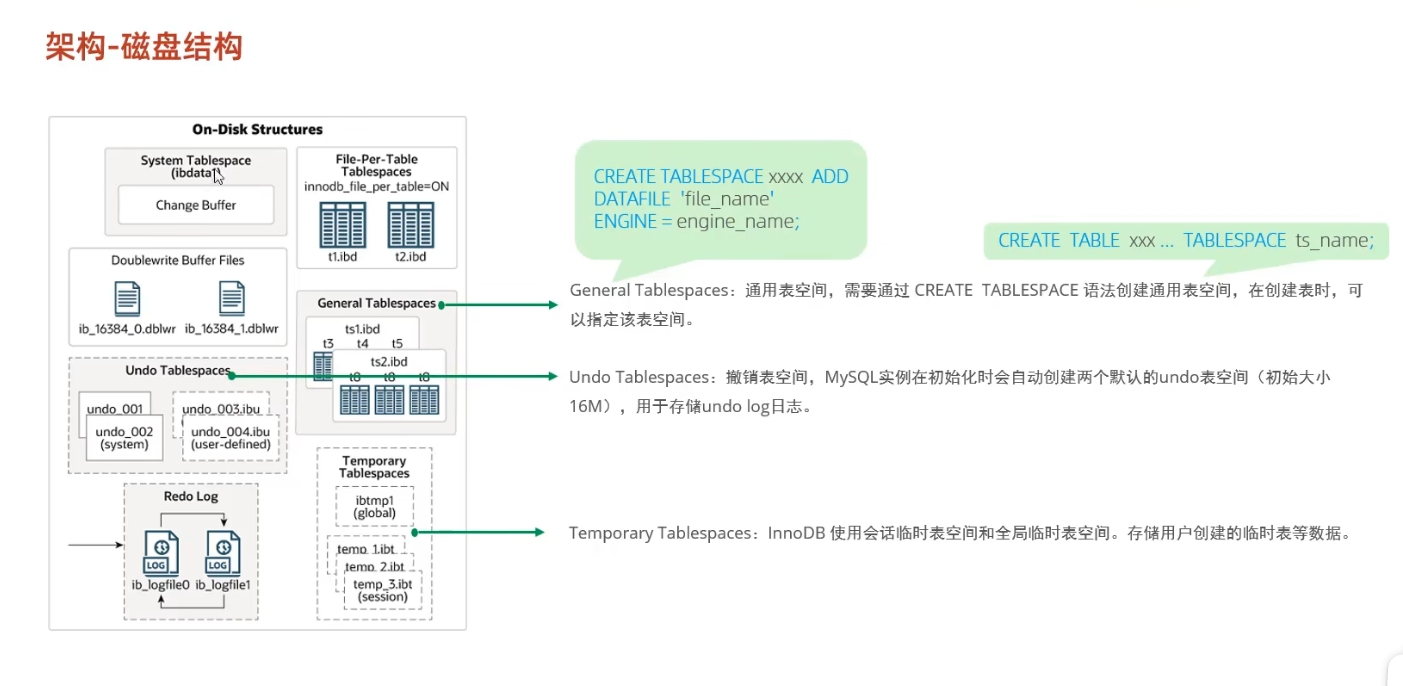 架构-磁盘结构
On-Disk Structures
System Tablespace
Change Buffer
File-Per-Table
Tablespaces
innodb_file_per_table=ON
t1.ibd t2.ibd
Doublewrite Buffer Files
ib_16384_0.dblwr ib_16384_1.dblwr
General Tablespaces
ts1.ibd
t3 t4 t5
ts2.ibd
Undo Tablespaces
undo_001
undo_002
(system)
undo_003.ibu
undo_004.ibu
(user-defined)
Redo Log
LOG LOG
ib_logfile0 ib_logfile1
Temporary
Tablespaces
ibtmp1
(global)
temp_1.ibt
temp_2.ibt
temp_3.ibt
(session)
CREATE TABLESPACE xxxx ADD
DATAFILE 'file_name'
ENGINE = engine_name;
CREATE TABLE xxx ... TABLESPACE ts_name;
General Tablespaces：通用表空间，需要通过 CREATE TABLESPACE 语法创建通用表空间，在创建表时，可
以指定该表空间。
Undo Tablespaces：撤销表空间，MySQL实例在初始化时会自动创建两个默认的undo表空间（初始大小
16M），用于存储undo log日志。
Temporary Tablespaces：InnoDB 使用会话临时表空间和全局临时表空间。存储用户创建的临时表等数据。